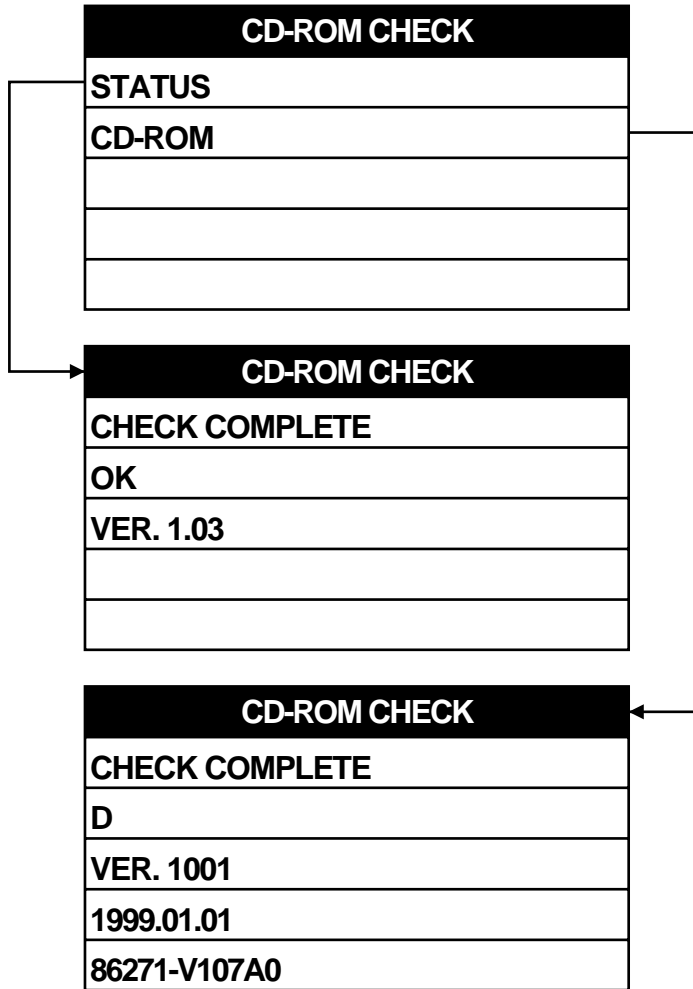 CD-ROM CHECK
STATUS
CD-ROM
CD-ROM CHECK
CHECK COMPLETE
OK
VER. 1.03
CD-ROM CHECK
CHECK COMPLETE
D
VER. 1001
1999.01.01
86271-V107A0